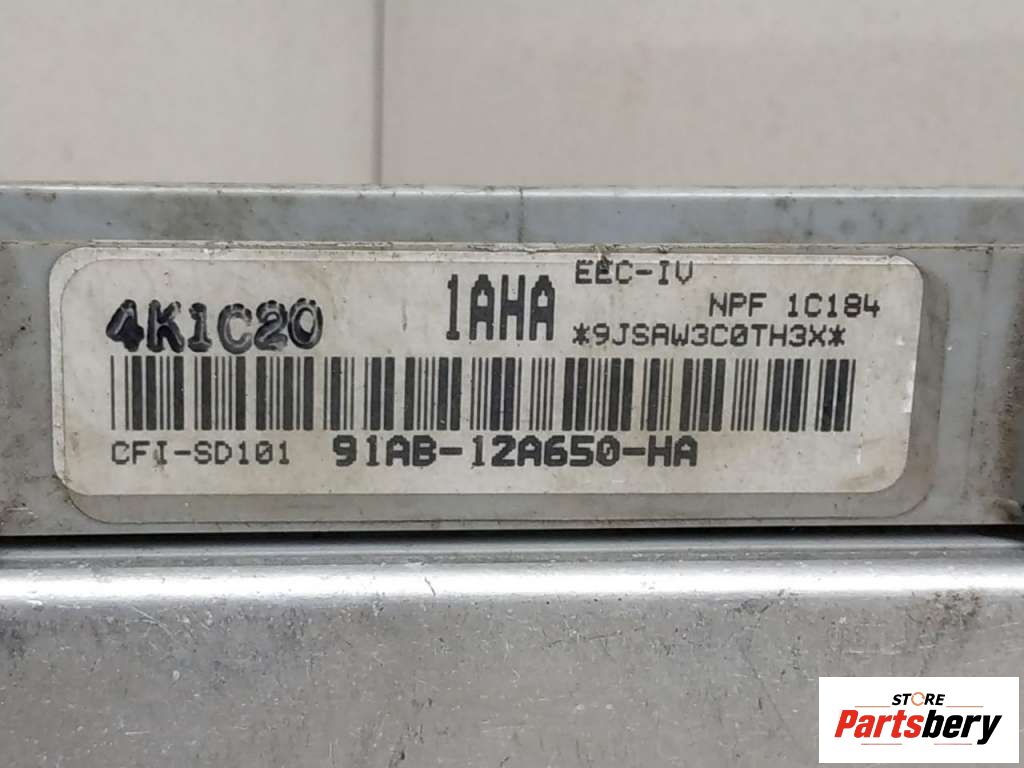 4K1C20
1AHA
EEC-IV
NPF 1C184
*9JSAW3C0TH3X*
CFI-SD101
91AB-12A650-HA
STORE
Partsbery